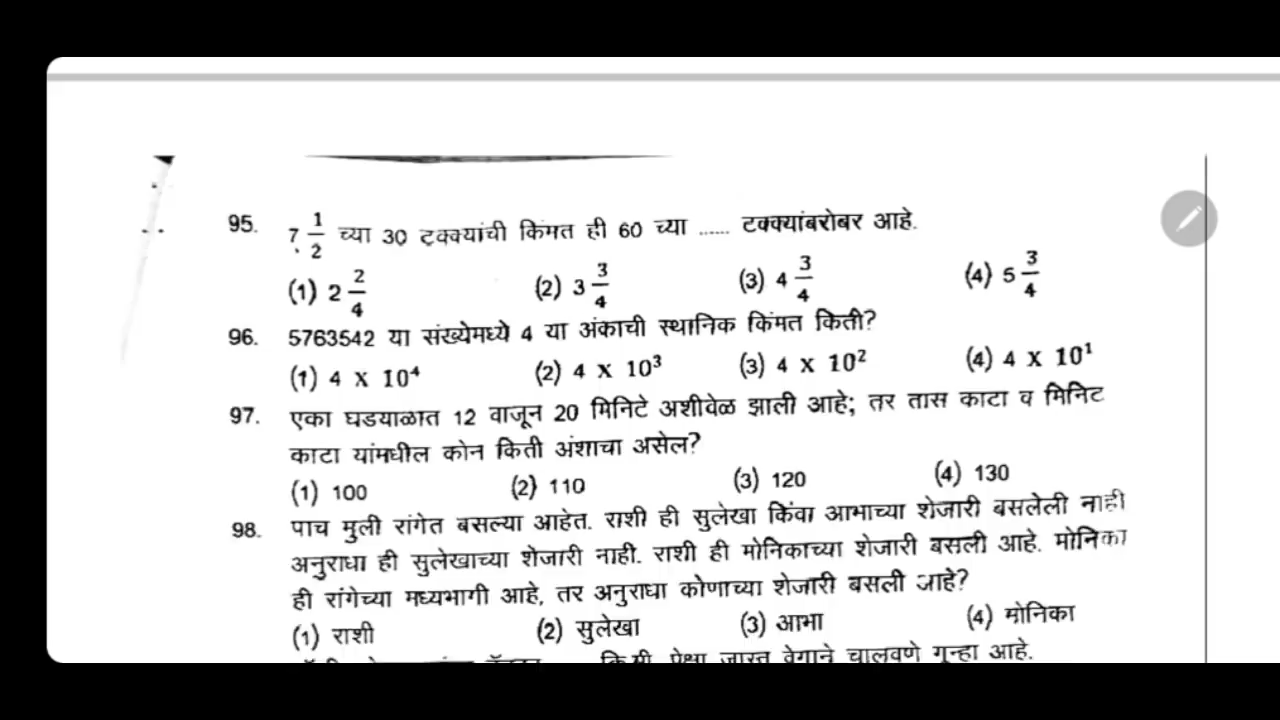 95. 7 1/2 च्या 30 टक्क्यांची किंमत ही 60 च्या ...... टक्क्यांबरोबर आहे.
(1) 2 2/4 (2) 3 3/4 (3) 4 3/4 (4) 5 3/4
96. 5763542 या संख्येमध्ये 4 या अंकाची स्थानिक किंमत किती?
(1) 4 X 10⁴ (2) 4 X 10³ (3) 4 X 10² (4) 4 X 10¹
97. एका घडयाळात 12 वाजून 20 मिनिटे अशीवेळ झाली आहे; तर तास काटा व मिनिट
काटा यांमधील कोन किती अंशाचा असेल?
(1) 100 (2) 110 (3) 120 (4) 130
98. पाच मुली रांगेत बसल्या आहेत. राशी ही सुलेखा किंवा आभाच्या शेजारी बसलेली नाही
अनुराधा ही सुलेखाच्या शेजारी नाही. राशी ही मोनिकाच्या शेजारी बसली आहे. मोनिका
ही रांगेच्या मध्यभागी आहे, तर अनुराधा कोणाच्या शेजारी बसली आहे?
(1) राशी (2) सुलेखा (3) आभा (4) मोनिका
कि.मी. पेक्षा जास्त वेगाने चालवणे गुन्हा आहे.